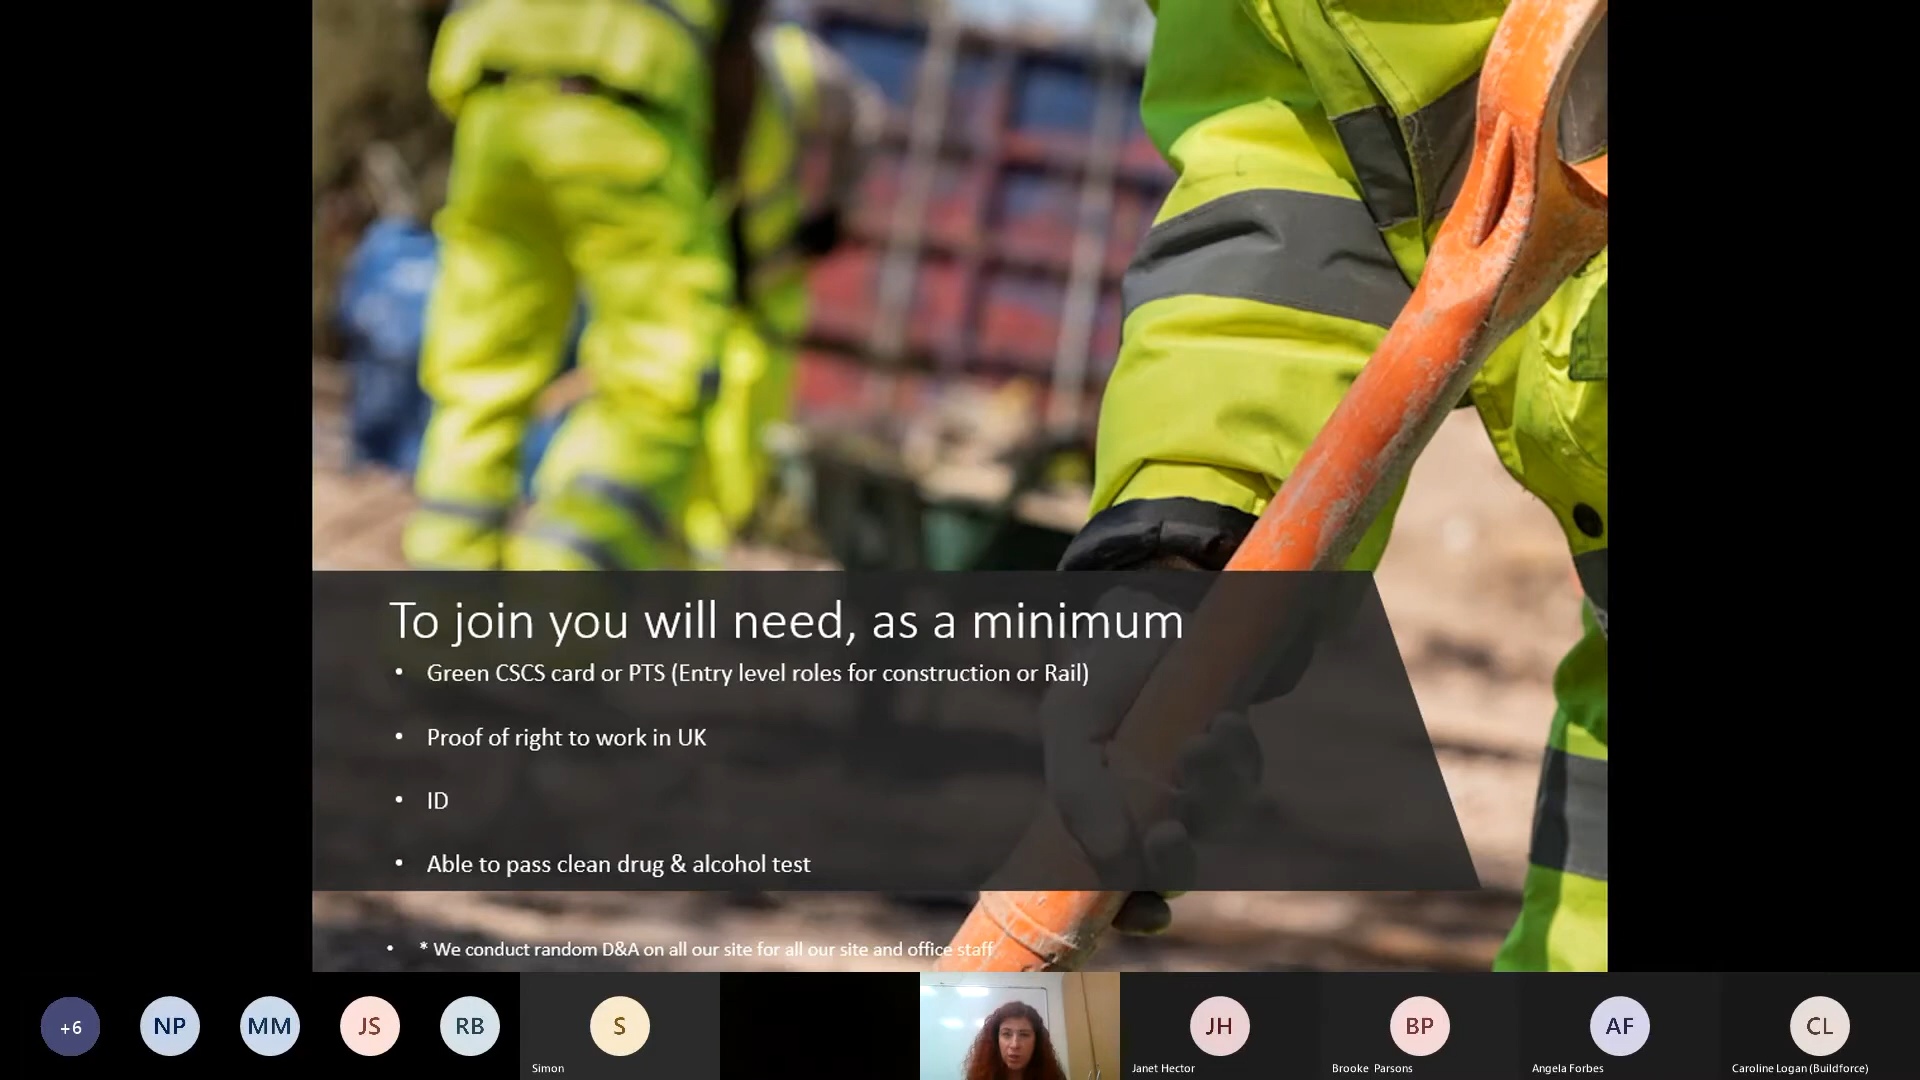 To join you will need, as a minimum
• Green CSCS card or PTS (Entry level roles for construction or Rail)
• Proof of right to work in UK
• ID
• Able to pass clean drug & alcohol test
• * We conduct random D&A on all our site for all our site and office staff
+6
NP
MM
JS
RB
S
Simon
JH
Janet Hector
BP
Brooke Parsons
AF
Angela Forbes
CL
Caroline Logan (Buildforce)